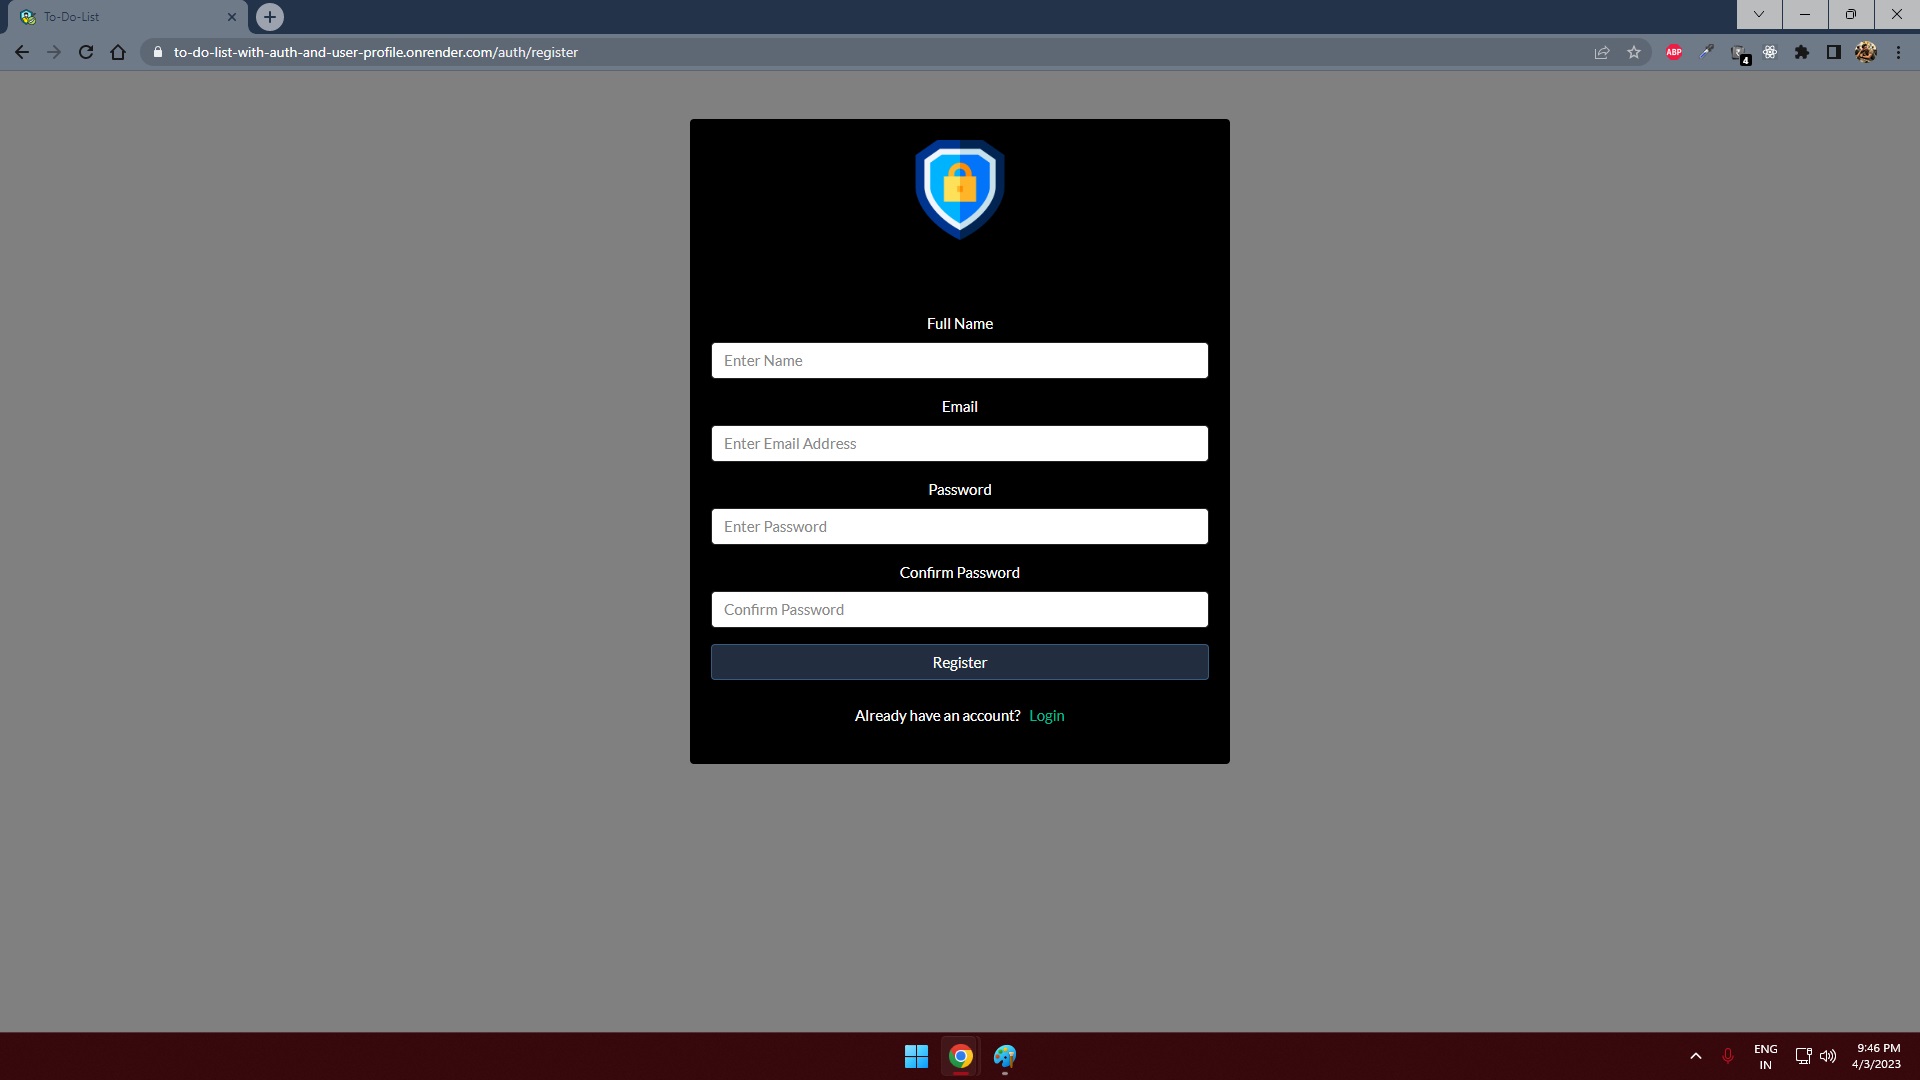 To-Do-List
to-do-list-with-auth-and-user-profile.onrender.com/auth/register
ABP
4
Full Name
Enter Name
Email
Enter Email Address
Password
Enter Password
Confirm Password
Confirm Password
Register
Already have an account? Login
ENG
IN
9:46 PM
4/3/2023